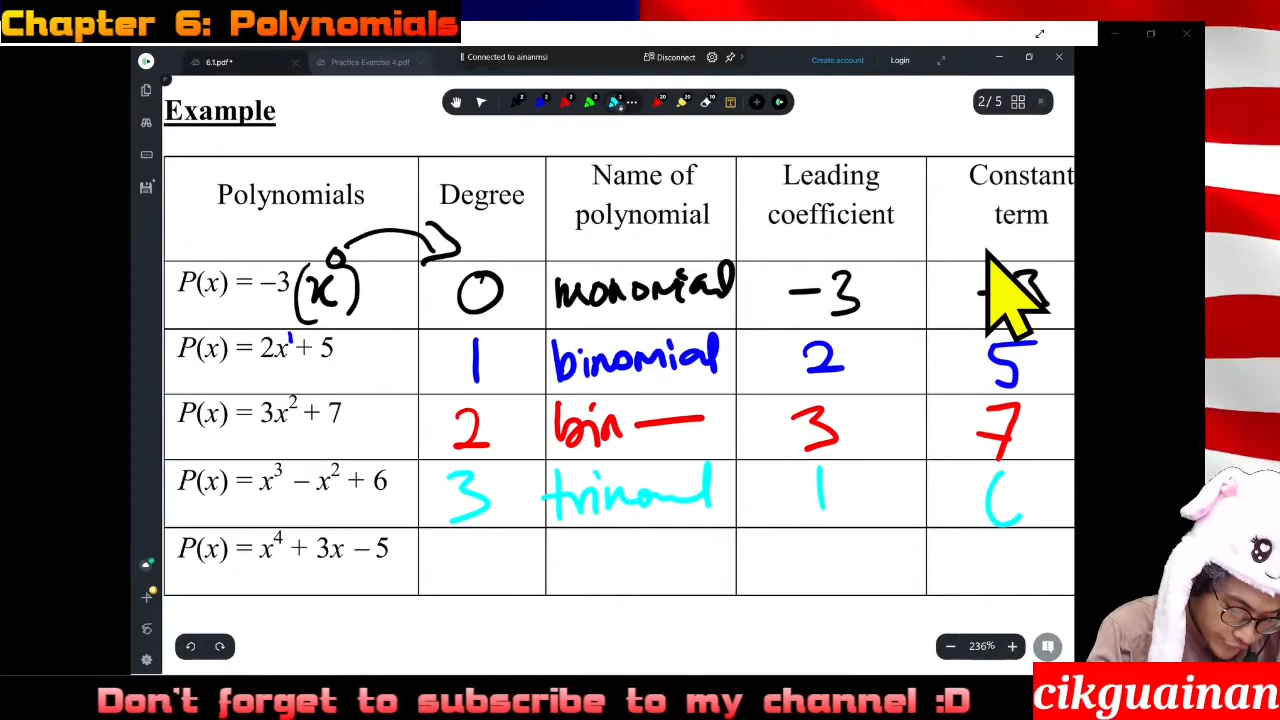 Chapter 6: Polynomials
6.1.pdf*
Practice Exercise 4.pdf
Connected to ainanmsi
Disconnect
Create account
Login
2/5
Example
Polynomials
Degree
Name of polynomial
Leading coefficient
Constant term
P(x) = −3(x⁰)
0
monomial
−3
P(x) = 2x¹ + 5
1
binomial
2
5
P(x) = 3x² + 7
2
bin —
3
7
P(x) = x³ − x² + 6
3
1
P(x) = x⁴ + 3x − 5
236%
Don't forget to subscribe to my channel :D
cikguainan